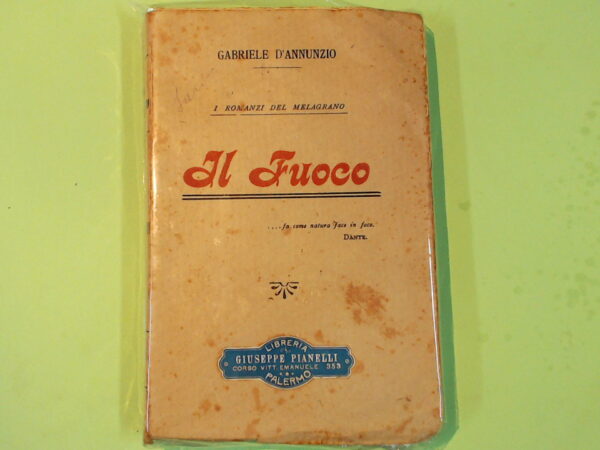 GABRIELE D'ANNUNZIO
I ROMANZI DEL MELAGRANO
Il Fuoco
....fa come natura face in foco.
DANTE.
LIBRERIA
GIUSEPPE PIANELLI
CORSO VITT. EMANUELE 353
PALERMO